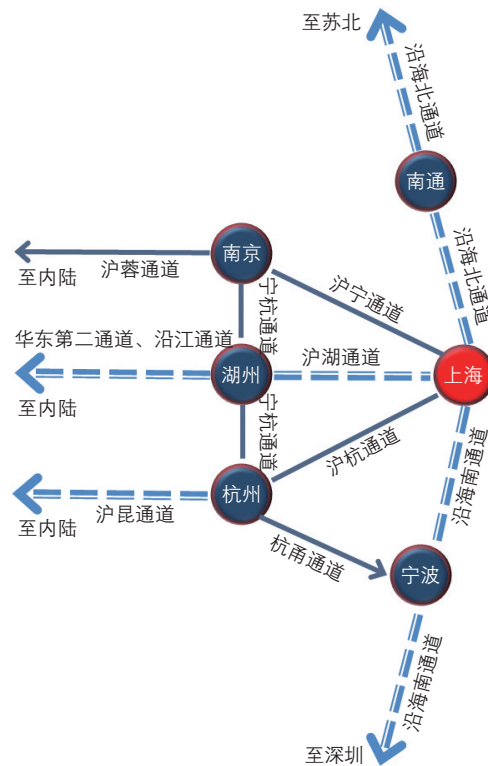 至苏北
沿海北通道
南通
沿海北通道
南京
沪蓉通道
至内陆
宁杭通道
沪宁通道
华东第二通道、沿江通道
湖州
沪湖通道
上海
至内陆
宁杭通道
沪杭通道
沿海南通道
杭州
沪昆通道
至内陆
杭甬通道
宁波
沿海南通道
至深圳